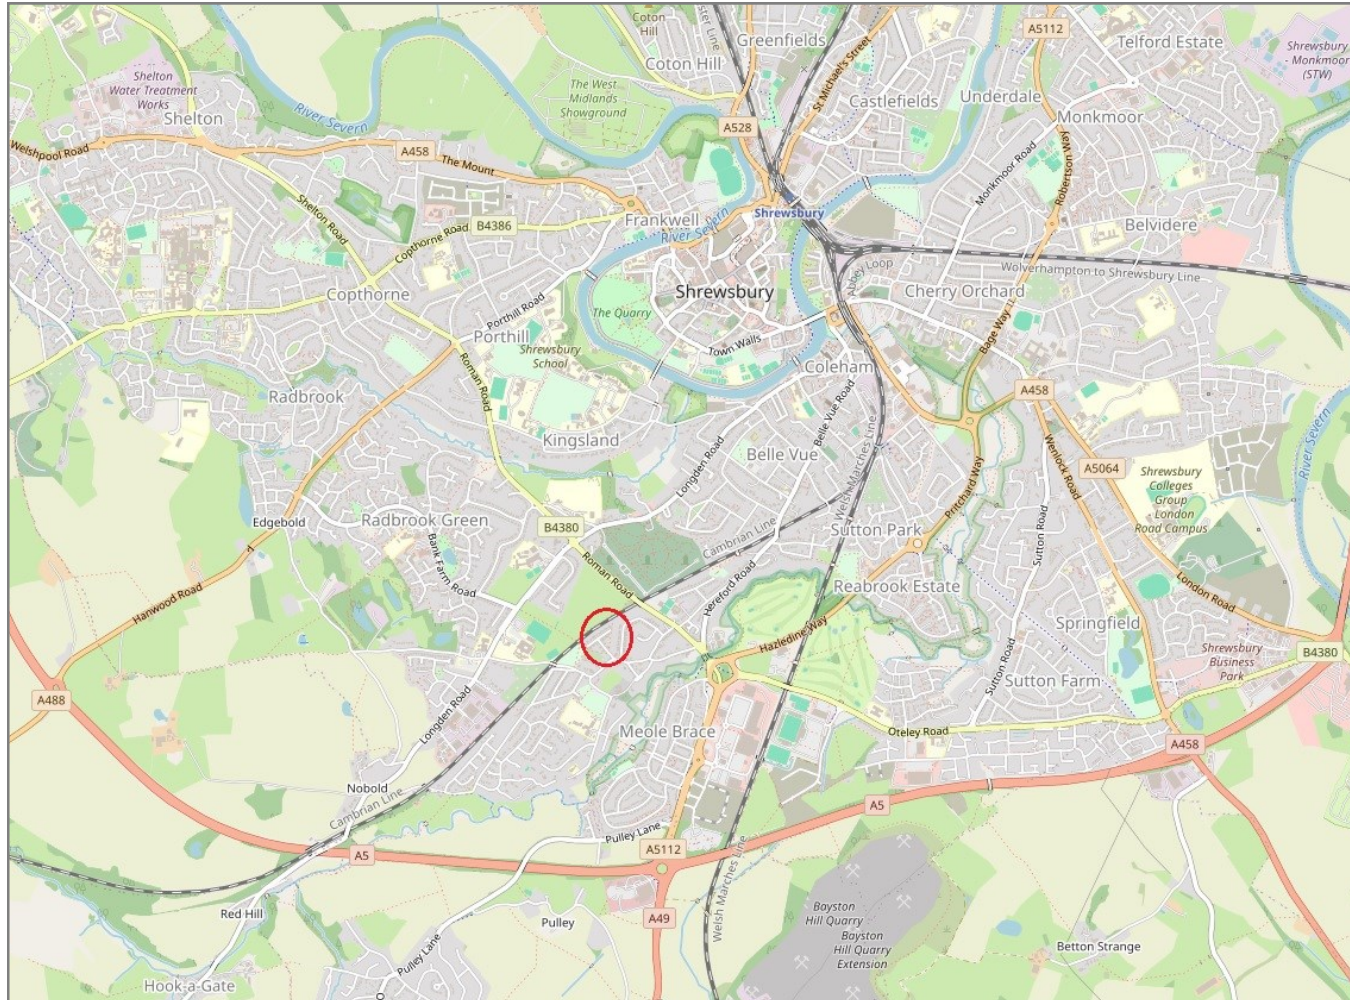 Coton
Hill
Coton Hill
Greenfields
St Michael's Street
A5112
Telford Estate
Shrewsbury
Monkmoor
(STW)
Shelton
Water Treatment
Works
Shelton
River Severn
The West
Midlands
Showground
Castlefields
Underdale
Monkmoor
A528
Welshpool Road
A458
The Mount
Monkmoor Road
Robertson Way
Shelton Road
Copthorne Road
B4386
Frankwell
River Severn
Shrewsbury
Belvidere
Abbey Loop
Wolverhampton to Shrewsbury Line
Copthorne
Shrewsbury
Cherry Orchard
Porthill Road
The Quarry
Porthill
Shrewsbury
School
Town Walls
Coleham
Bage Way
Roman Road
Radbrook
A458
Kingsland
Longden Road
Belle Vue
Belle Vue Road
Welsh Marches Line
Wenlock Road
A5064
Shrewsbury
Colleges
Group
London
Road Campus
River Severn
Edgebold
Radbrook Green
B4380
Bank Farm Road
Roman Road
Cambrian Line
Sutton Park
Pritchard Way
Sutton Road
Hanwood Road
Hereford Road
Reabrook Estate
London Road
Hazledine Way
Springfield
Shrewsbury
Business
Park
B4380
A488
Longden Road
Sutton Road
Sutton Farm
Meole Brace
Oteley Road
A458
Nobold
Cambrian Line
A5
Pulley Lane
A5
A5112
Welsh Marches Line
Red Hill
Pulley
A49
Bayston
Hill Quarry
Bayston
Hill Quarry
Extension
Betton Strange
Pulley Lane
Hook-a-Gate